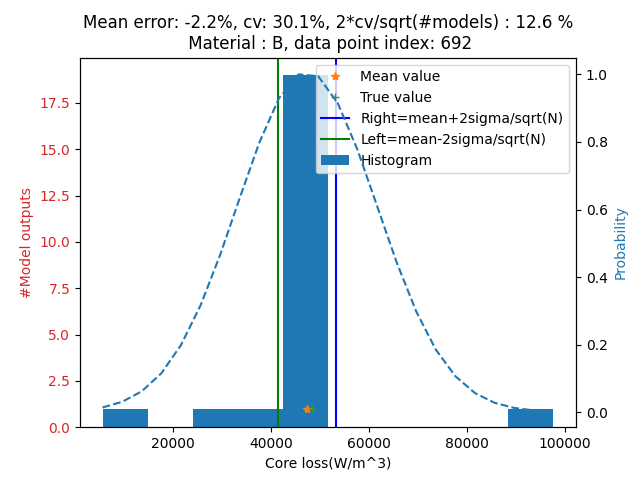 Mean error: -2.2%, cv: 30.1%, 2*cv/sqrt(#models) : 12.6 %
Material : B, data point index: 692
Mean value
True value
Right=mean+2sigma/sqrt(N)
Left=mean-2sigma/sqrt(N)
Histogram
#Model outputs
17.5
15.0
12.5
10.0
7.5
5.0
2.5
0.0
1.0
0.8
0.6
0.4
0.2
0.0
Probability
20000 40000 60000 80000 100000
Core loss(W/m^3)